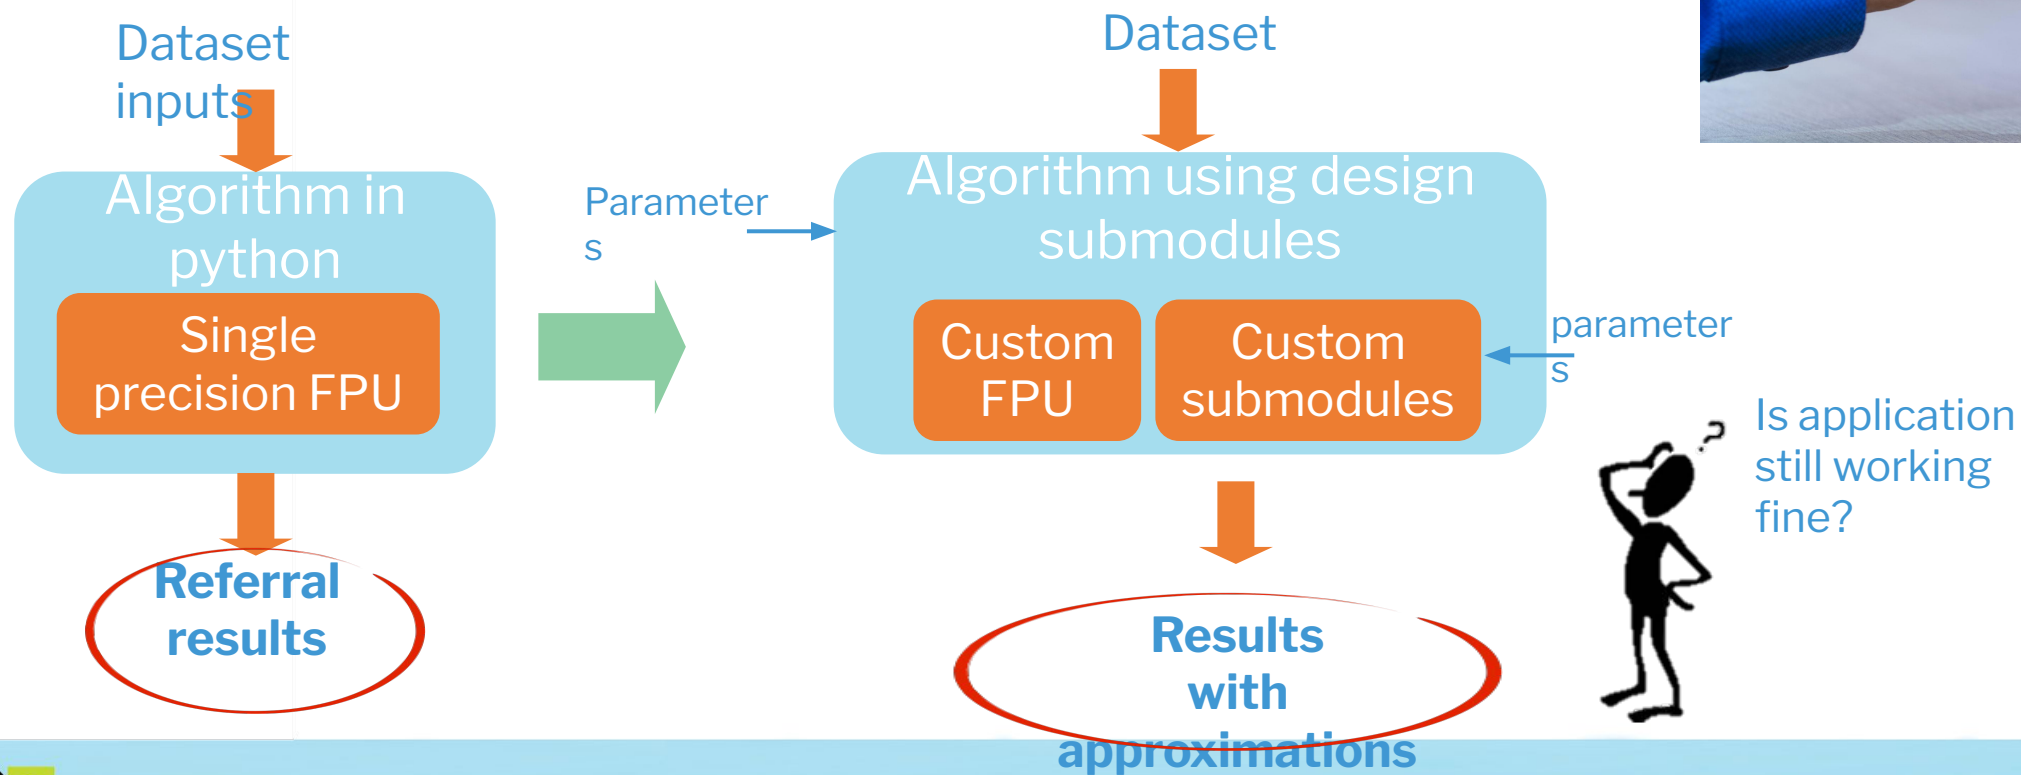 Dataset
inputs
Algorithm in
python
Single
precision FPU
Referral
results
Parameter
s
Dataset
Algorithm using design
submodules
Custom
FPU
Custom
submodules
parameter
s
Results
with
approximations
?
Is application
still working
fine?